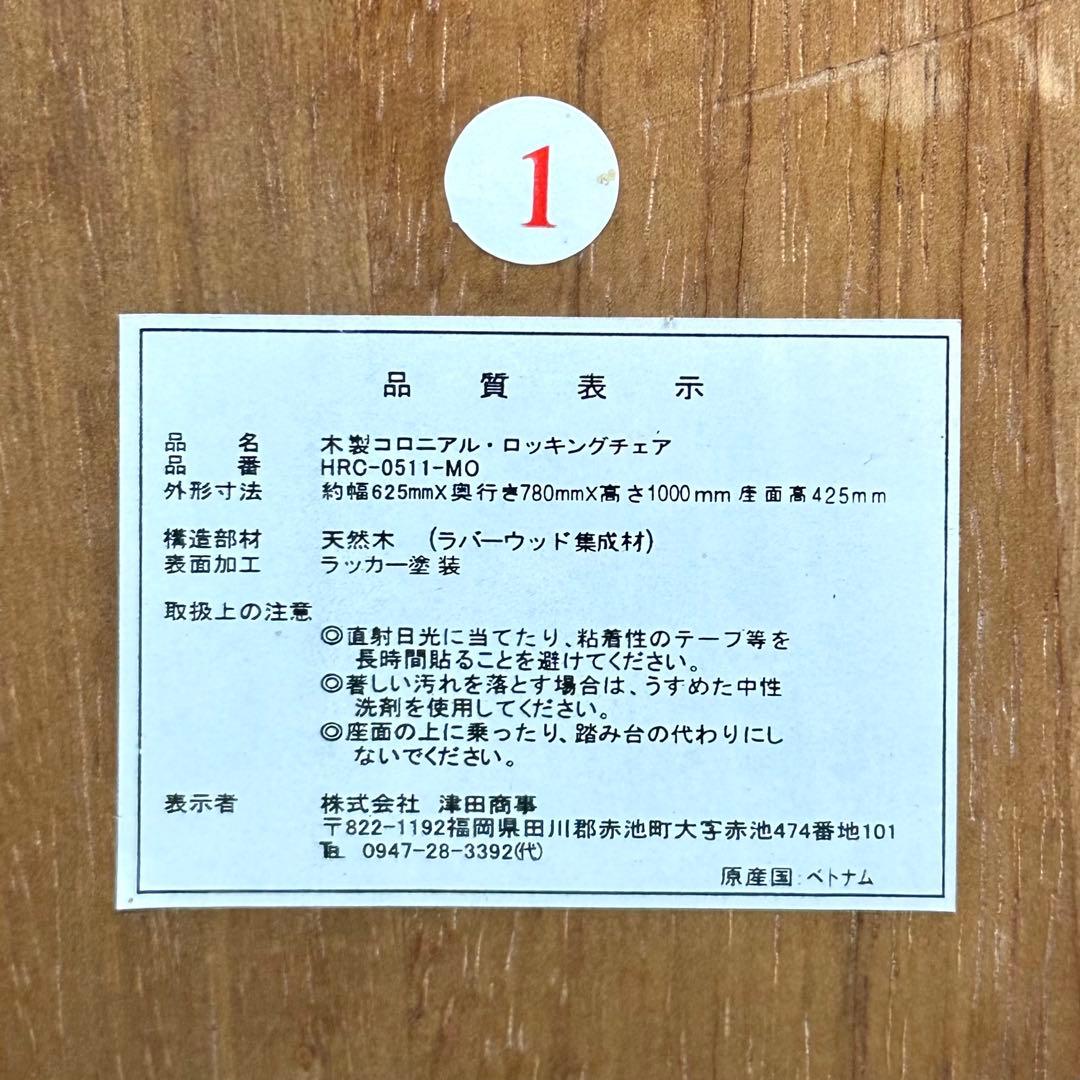 1
品 質 表 示
品 名 木製コロニアル・ロッキングチェア
品 番 HRC-0511-MO
外形寸法 約幅625mmX奥行き780mmX高さ1000mm 座面高425mm
構造部材 天然木 (ラバーウッド集成材)
表面加工 ラッカー塗装
取扱上の注意
◎直射日光に当てたり、粘着性のテープ等を
長時間貼ることを避けてください。
◎著しい汚れを落とす場合は、うすめた中性
洗剤を使用してください。
◎座面の上に乗ったり、踏み台の代わりにし
ないでください。
表示者 株式会社 津田商事
〒822-1192福岡県田川郡赤池町大字赤池474番地101
℡ 0947-28-3392(代)
原産国:ベトナム